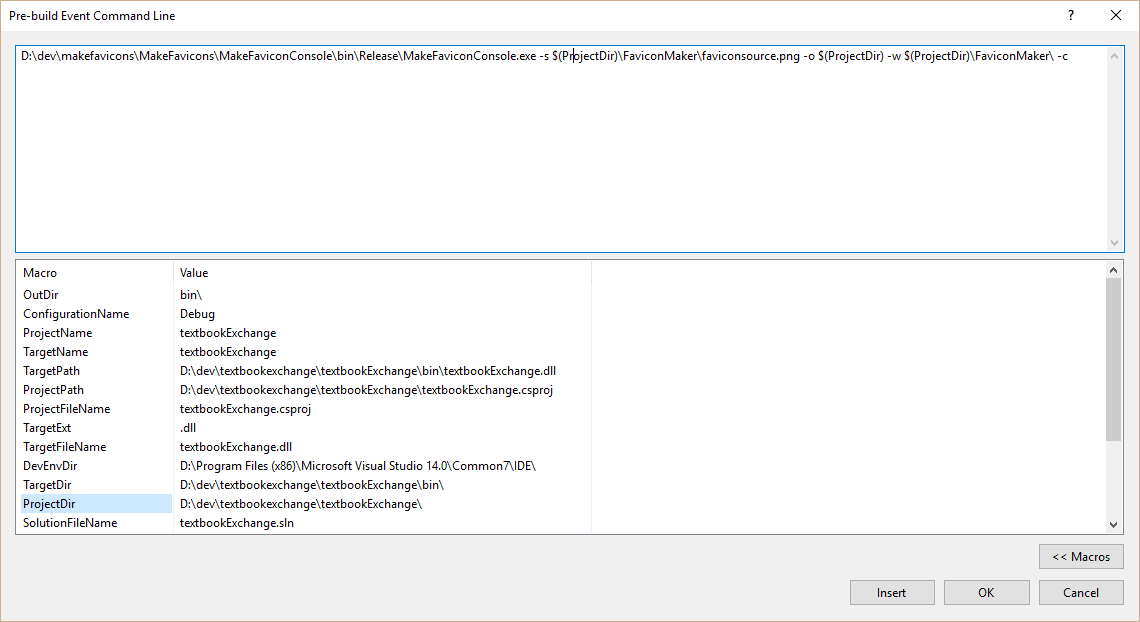 Pre-build Event Command Line
?
D:\dev\makefavicons\MakeFavicons\MakeFaviconConsole\bin\Release\MakeFaviconConsole.exe -s $(ProjectDir)\FaviconMaker\faviconsource.png -o $(ProjectDir) -w $(ProjectDir)\FaviconMaker\ -c
Macro Value
OutDir bin\
ConfigurationName Debug
ProjectName textbookExchange
TargetName textbookExchange
TargetPath D:\dev\textbookexchange\textbookExchange\bin\textbookExchange.dll
ProjectPath D:\dev\textbookexchange\textbookExchange\textbookExchange.csproj
ProjectFileName textbookExchange.csproj
TargetExt .dll
TargetFileName textbookExchange.dll
DevEnvDir D:\Program Files (x86)\Microsoft Visual Studio 14.0\Common7\IDE\
TargetDir D:\dev\textbookexchange\textbookExchange\bin\
ProjectDir D:\dev\textbookexchange\textbookExchange\
SolutionFileName textbookExchange.sln
<< Macros
Insert OK Cancel